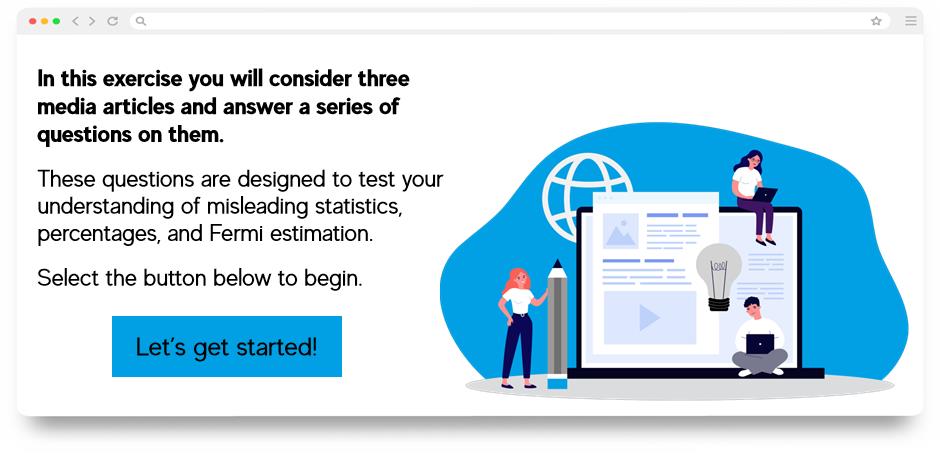 In this exercise you will consider three
media articles and answer a series of
questions on them.
These questions are designed to test your
understanding of misleading statistics,
percentages, and Fermi estimation.
Select the button below to begin.
Let's get started!